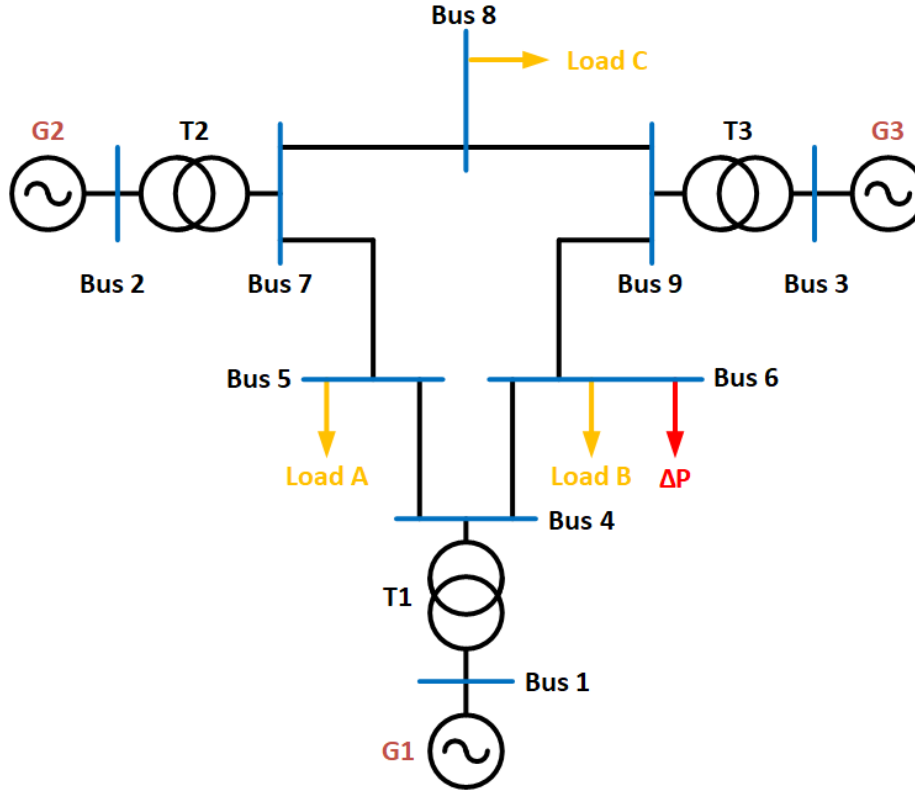 Bus 8
Load C
G2
T2
T3
G3
Bus 2
Bus 7
Bus 9
Bus 3
Bus 5
Bus 6
Load A
Load B
ΔP
Bus 4
T1
Bus 1
G1